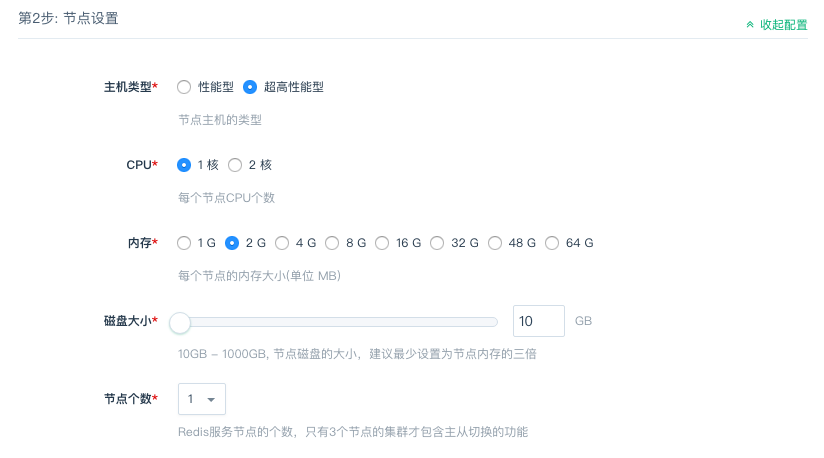 第2步: 节点设置
收起配置
主机类型* 性能型 超高性能型
节点主机的类型
CPU* 1 核 2 核
每个节点CPU个数
内存* 1 G 2 G 4 G 8 G 16 G 32 G 48 G 64 G
每个节点的内存大小(单位 MB)
磁盘大小* 10 GB
10GB - 1000GB, 节点磁盘的大小，建议最少设置为节点内存的三倍
节点个数* 1
Redis服务节点的个数，只有3个节点的集群才包含主从切换的功能